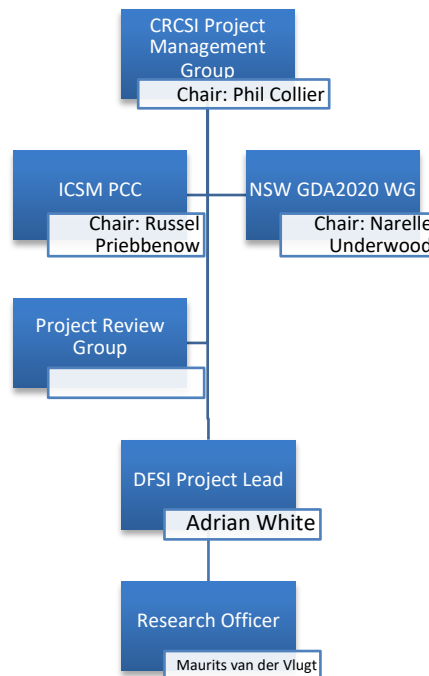 CRCSI Project
Management
Group
Chair: Phil Collier
ICSM PCC
Chair: Russel
Priebbenow
NSW GDA2020 WG
Chair: Narelle
Underwood
Project Review
Group
DFSI Project Lead
Adrian White
Research Officer
Maurits van der Vlugt